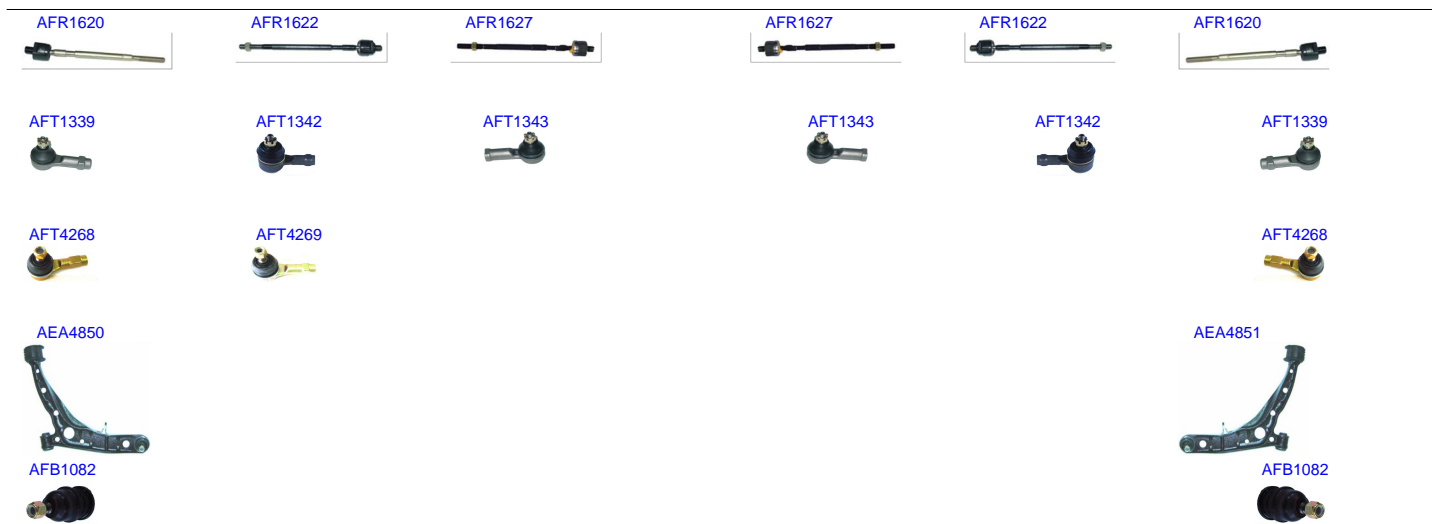 AFR1620 AFR1622 AFR1627 AFR1627 AFR1622 AFR1620
AFT1339 AFT1342 AFT1343 AFT1343 AFT1342 AFT1339
AFT4268 AFT4269 AFT4268
AEA4850 AEA4851
AFB1082 AFB1082